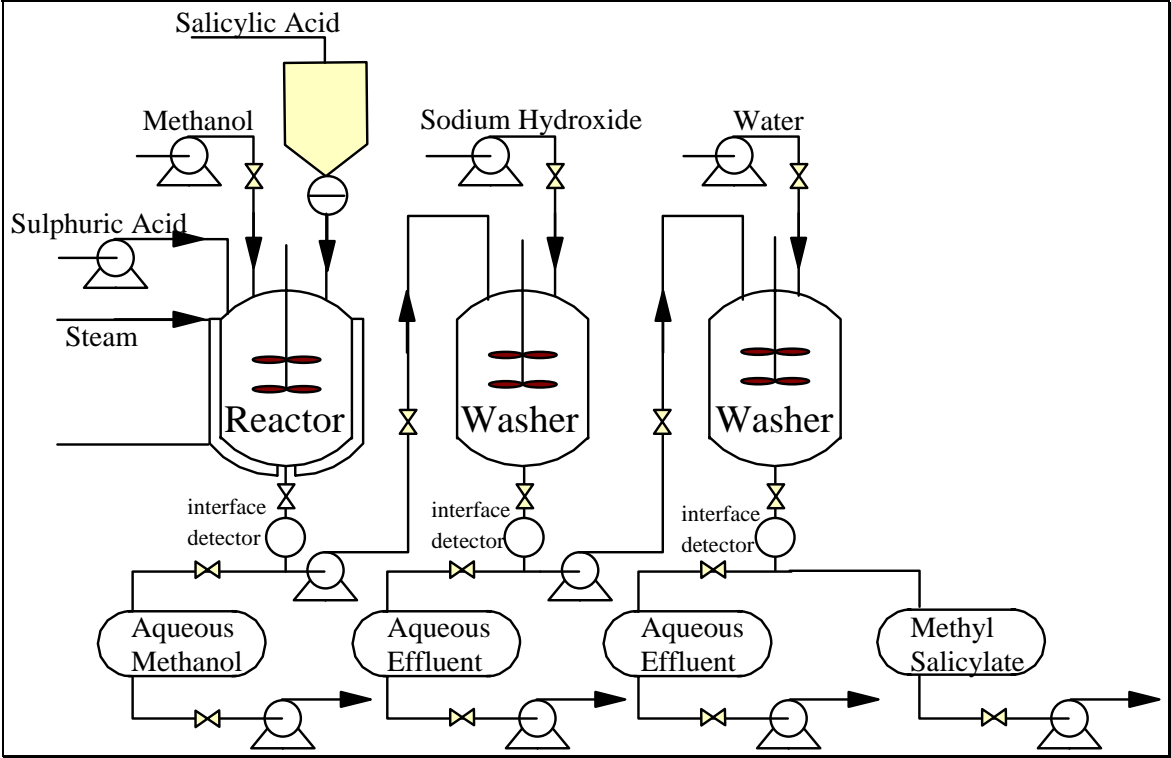 Salicylic Acid
Methanol
Sodium Hydroxide
Water
Sulphuric Acid
Steam
Reactor
Washer
Washer
interface
detector
interface
detector
interface
detector
Aqueous
Methanol
Aqueous
Effluent
Aqueous
Effluent
Methyl
Salicylate